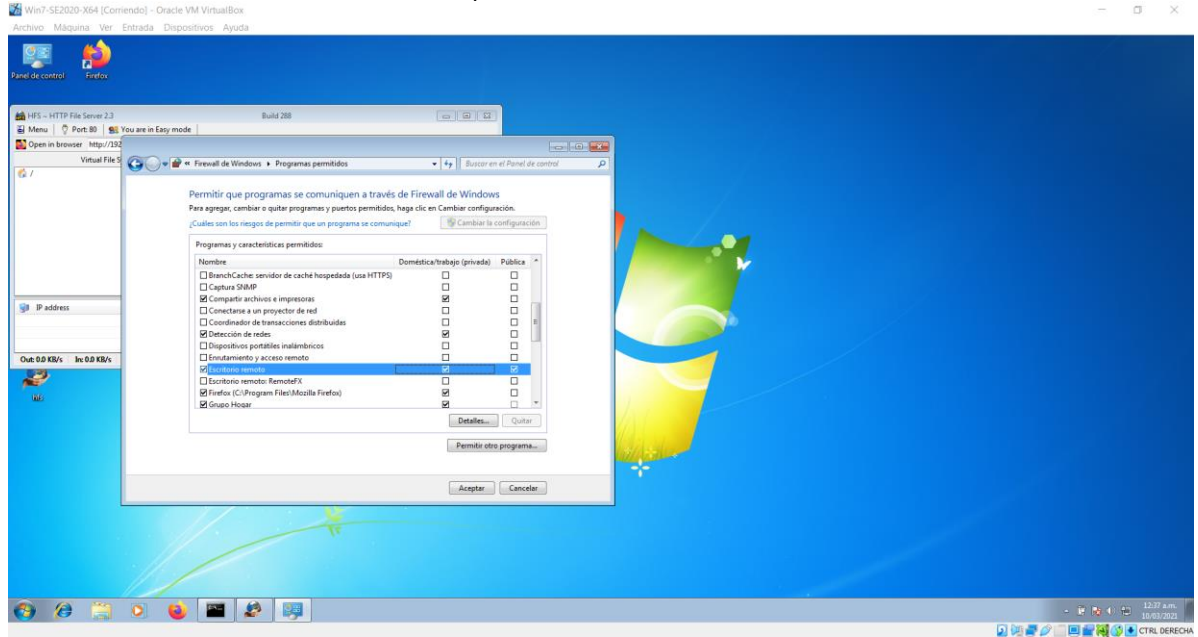 Win7-SE2020-X64 [Corriendo] - Oracle VM VirtualBox
Archivo Máquina Ver Entrada Dispositivos Ayuda
Panel de control
Firefox
HFS ~ HTTP File Server 2.3 Build 288
Menu Port: 80 You are in Easy mode
Open in browser http://192
Virtual File S
/
IP address
Out: 0.0 KB/s In: 0.0 KB/s
hfs
« Firewall de Windows Programas permitidos
Buscar en el Panel de control
Permitir que programas se comuniquen a través de Firewall de Windows
Para agregar, cambiar o quitar programas y puertos permitidos, haga clic en Cambiar configuración.
¿Cuáles son los riesgos de permitir que un programa se comunique?
Cambiar la configuración
Programas y características permitidos:
Nombre Doméstica/trabajo (privada) Pública
BranchCache: servidor de caché hospedada (usa HTTPS)
Captura SNMP
Compartir archivos e impresoras
Conectarse a un proyector de red
Coordinador de transacciones distribuidas
Detección de redes
Dispositivos portátiles inalámbricos
Enrutamiento y acceso remoto
Escritorio remoto
Escritorio remoto: RemoteFX
Firefox (C:\Program Files\Mozilla Firefox)
Grupo Hogar
Detalles... Quitar
Permitir otro programa...
Aceptar Cancelar
12:37 a.m.
10/03/2021
CTRL DERECHA